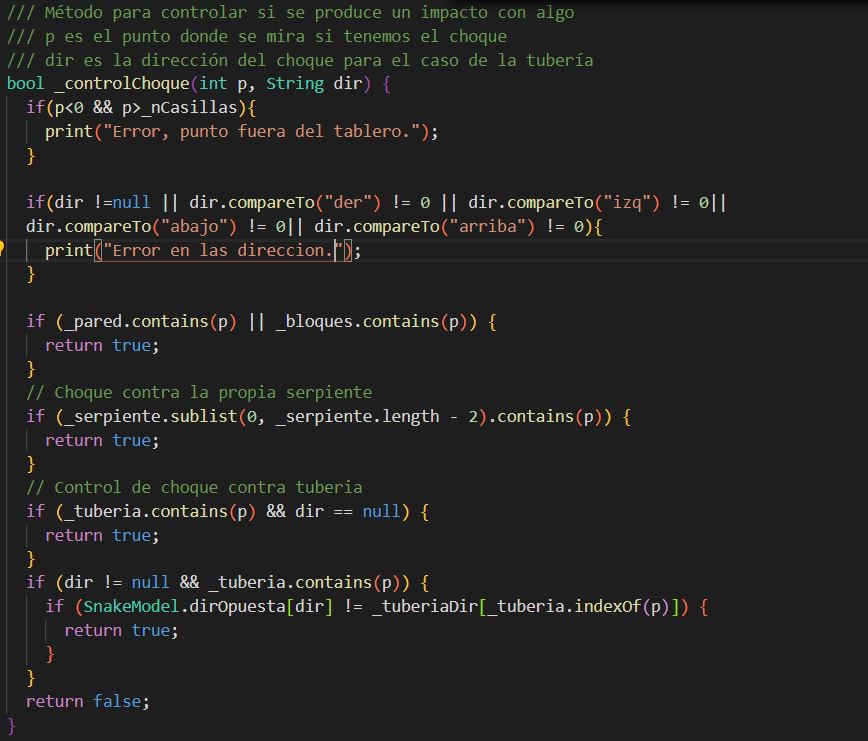 /// Método para controlar si se produce un impacto con algo
/// p es el punto donde se mira si tenemos el choque
/// dir es la dirección del choque para el caso de la tubería
bool _controlChoque(int p, String dir) {
  if(p<0 && p>_nCasillas){
    print("Error, punto fuera del tablero.");
  }

  if(dir !=null || dir.compareTo("der") != 0 || dir.compareTo("izq") != 0||
  dir.compareTo("abajo") != 0|| dir.compareTo("arriba") != 0){
    print("Error en las direccion.");
  }

  if (_pared.contains(p) || _bloques.contains(p)) {
    return true;
  }
  // Choque contra la propia serpiente
  if (_serpiente.sublist(0, _serpiente.length - 2).contains(p)) {
    return true;
  }
  // Control de choque contra tuberia
  if (_tuberia.contains(p) && dir == null) {
    return true;
  }
  if (dir != null && _tuberia.contains(p)) {
    if (SnakeModel.dirOpuesta[dir] != _tuberiaDir[_tuberia.indexOf(p)]) {
      return true;
    }
  }
  return false;
}